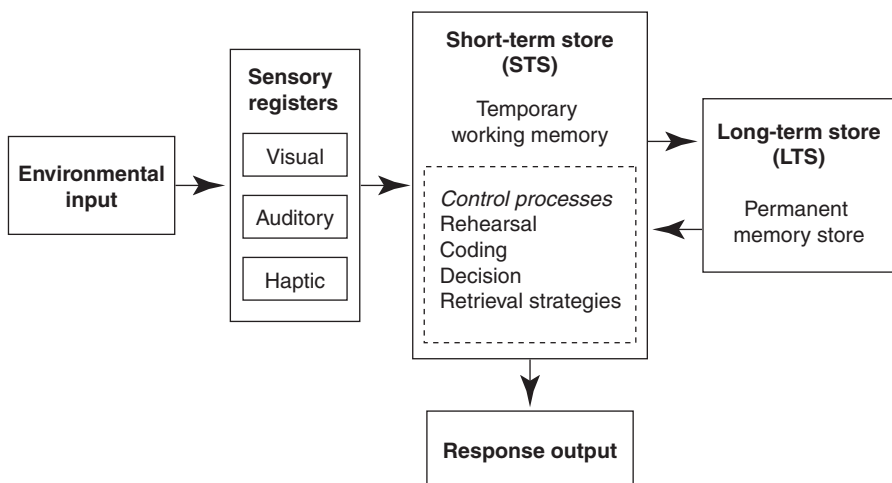 Environmental
input
Sensory
registers
Visual
Auditory
Haptic
Short-term store
(STS)
Temporary
working memory
Control processes
Rehearsal
Coding
Decision
Retrieval strategies
Long-term store
(LTS)
Permanent
memory store
Response output